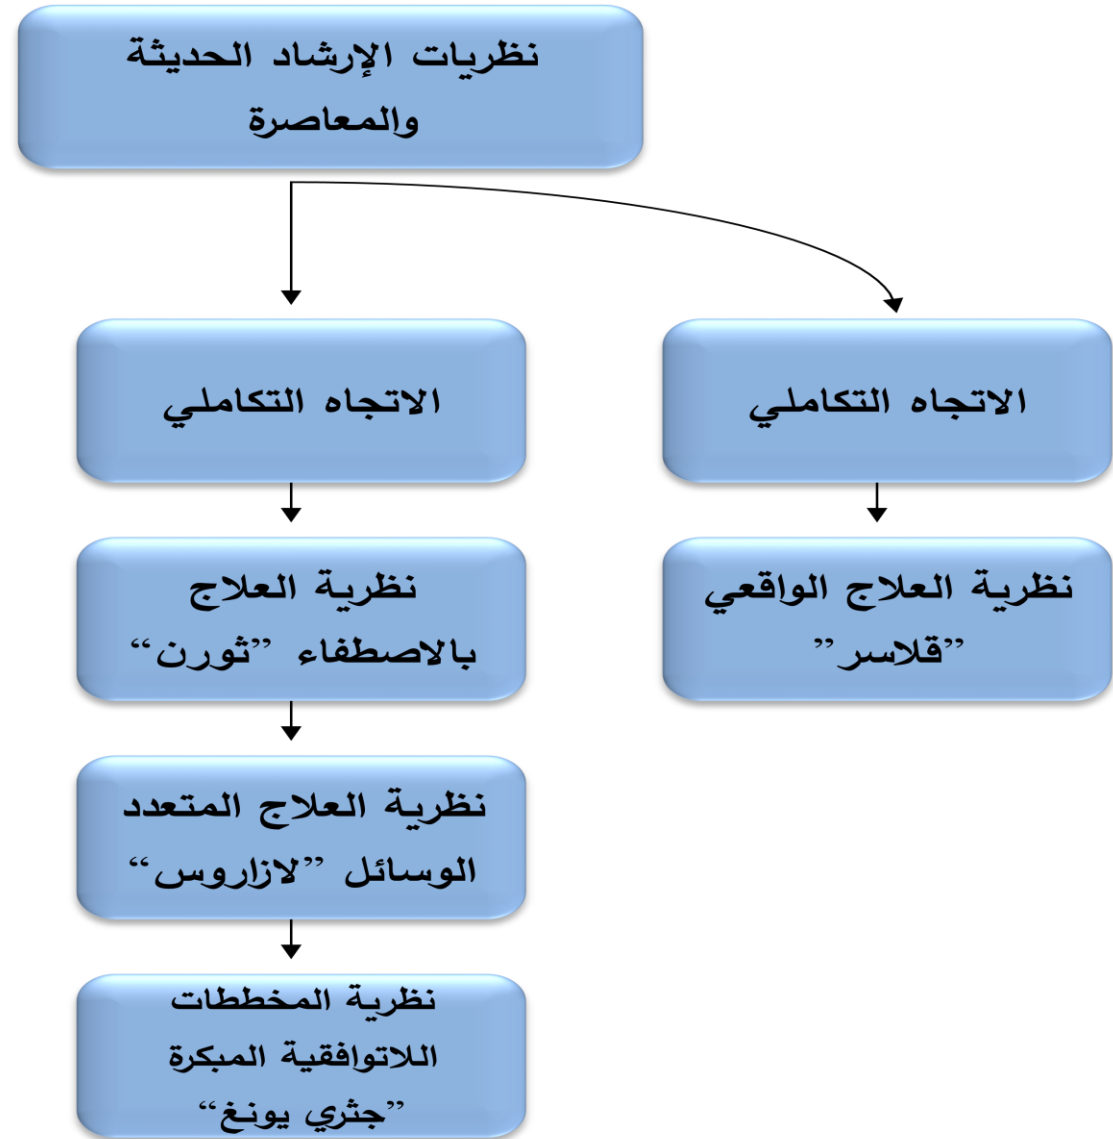 نظريات الإرشاد الحديثة
والمعاصرة
الاتجاه التكاملي
الاتجاه التكاملي
نظرية العلاج الواقعي
”قلاسر”
نظرية العلاج
بالاصطفاء ”ثورن“
نظرية العلاج المتعدد
الوسائل ”لازاروس“
نظرية المخططات
اللاتوافقية المبكرة
”جثري يونغ“